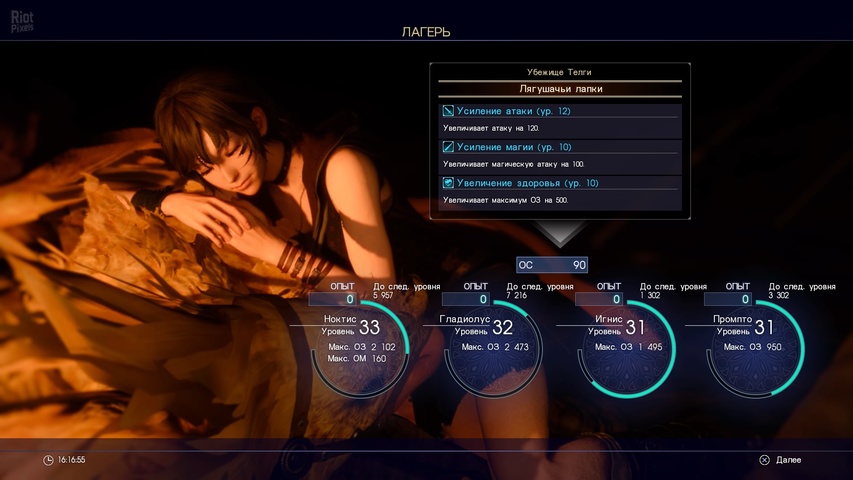 Riot
Pixels
ЛАГЕРЬ
Убежище Телги
Лягушачьи лапки
Усиление атаки (ур. 12)
Увеличивает атаку на 120.
Усиление магии (ур. 10)
Увеличивает магическую атаку на 100.
Увеличение здоровья (ур. 10)
Увеличивает максимум ОЗ на 500.
ОС 90
ОПЫТ До след. уровня
0 5 957
Ноктис
Уровень 33
Макс. ОЗ 2 102
Макс. ОМ 160
ОПЫТ До след. уровня
0 7 216
Гладиолус
Уровень 32
Макс. ОЗ 2 473
ОПЫТ До след. уровня
0 1 302
Игнис
Уровень 31
Макс. ОЗ 1 495
ОПЫТ До след. уровня
0 3 302
Промпто
Уровень 31
Макс. ОЗ 950
16:16:55
Далее